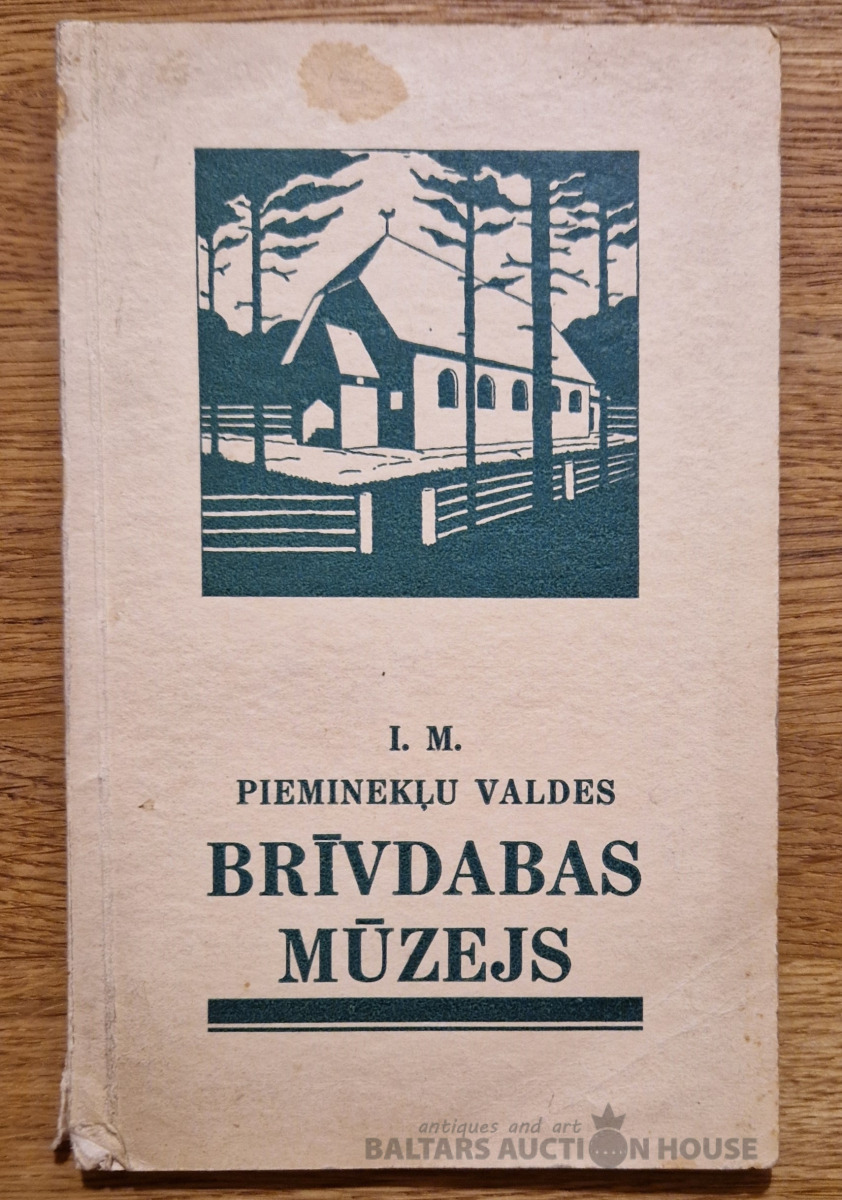 I. M.
PIEMINEKĻU VALDES
BRĪVDABAS
MŪZEJS
antiques and art
BALTARS AUCTION HOUSE